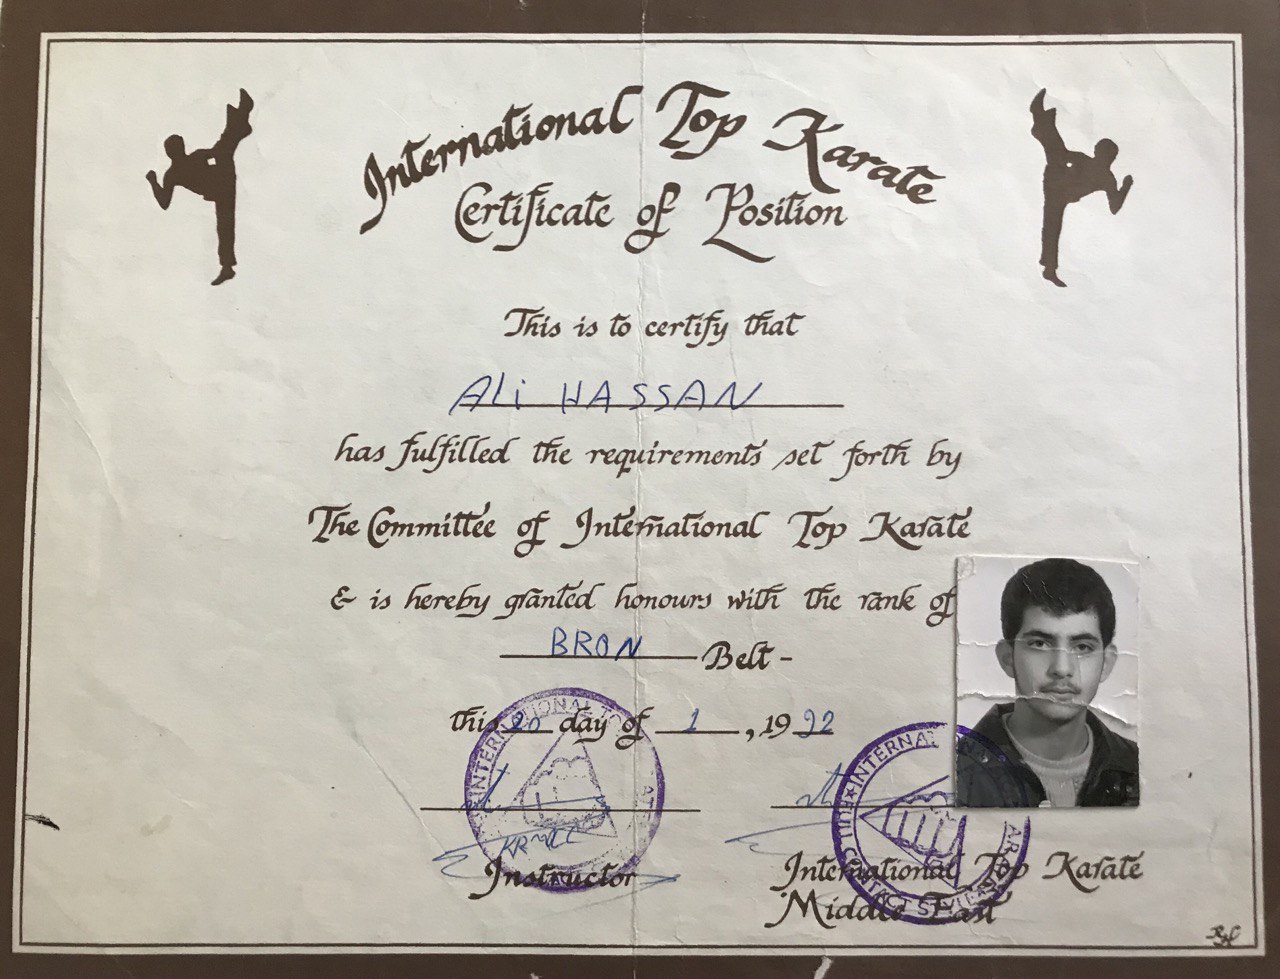 International Top Karate
Certificate of Position
This is to certify that
ALi HASSAN
has fulfilled the requirements set forth by
The Committee of International Top Karate
& is hereby granted honours with the rank of
BRON Belt -
this 20 day of 1, 1992
Instructor
International Top Karate
Middle East